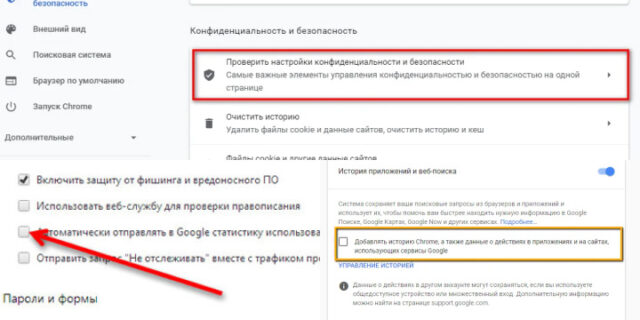 безопасность
Внешний вид
Поисковая система
Браузер по умолчанию
Запуск Chrome
Дополнительные
Конфиденциальность и безопасность
Проверить настройки конфиденциальности и безопасности
Самые важные элементы управления конфиденциальностью и безопасностью на одной
странице
Очистить историю
Удалить файлы cookie и данные сайтов, очистить историю и кеш
Файлы cookie и другие данные сайтов
Включить защиту от фишинга и вредоносного ПО
Использовать веб-службу для проверки правописания
Автоматически отправлять в Google статистику использова
Отправить запрос "Не отслеживать" вместе с трафиком пр
Пароли и формы
История приложений и веб-поиска
Система сохраняет ваши поисковые запросы из браузеров и приложений и
использует их, чтобы помочь вам быстрее находить нужную информацию в Google
Поиске, Google Картах, Google Now и других сервисах. Подробнее...
Добавлять историю Chrome, а также данные о действиях в приложениях и на сайтах,
использующих сервисы Google
УПРАВЛЕНИЕ ИСТОРИЕЙ
Данные о действиях в другом аккаунте могут сохраняться, если вы используете
общедоступное устройство или множественный вход. Дополнительную информацию
можно найти на странице support.google.com.